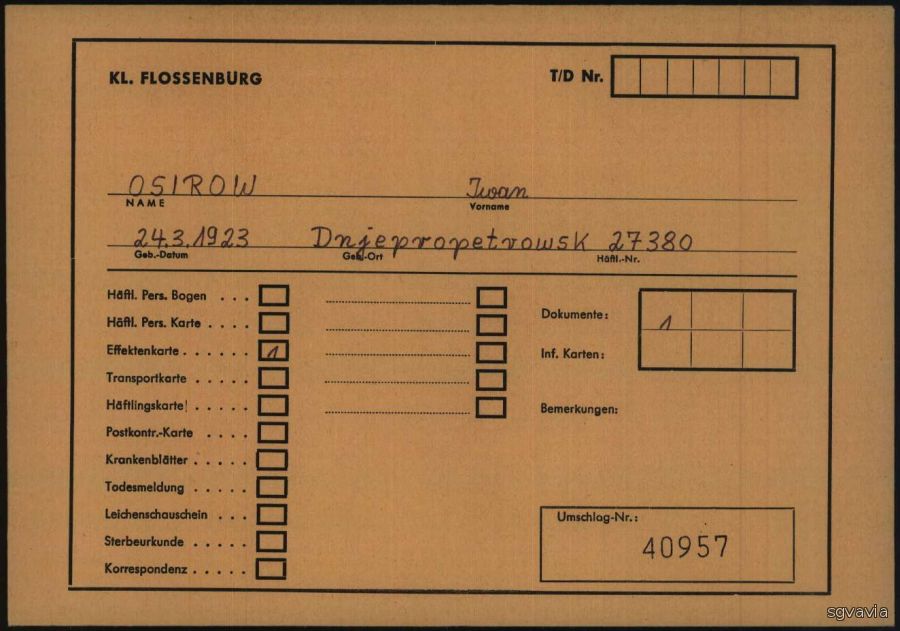 KL. FLOSSENBÜRG T/D Nr.
OSIROW Iwan
NAME Vorname
24.3.1923 Dnjepropetrowsk 27380
Geb.-Datum Geb.-Ort Häftl.-Nr.
Häftl. Pers. Bogen . . .
Häftl. Pers. Karte . . . .
Effektenkarte . . . . . . 1
Transportkarte . . . . .
Häftlingskarte . . . . .
Postkontr.-Karte . . . .
Krankenblätter . . . . .
Todesmeldung . . . . .
Leichenschauschein . . .
Sterbeurkunde . . . . .
Korrespondenz . . . . .
Dokumente: 1
Inf. Karten:
Bemerkungen:
Umschlag-Nr.:
40957
sgvavia